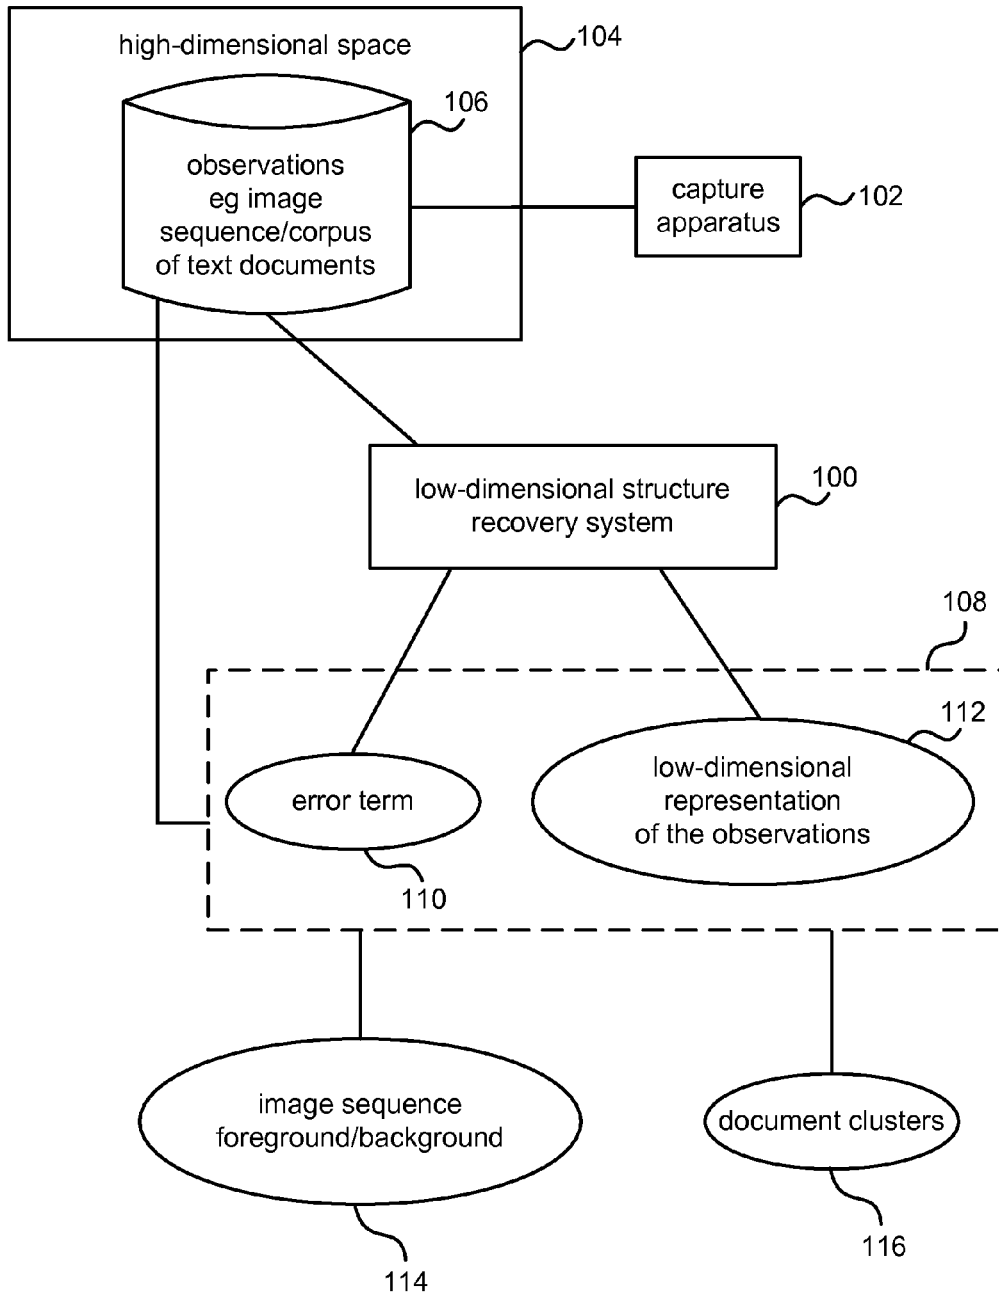 high-dimensional space
104
106
observations
eg image
sequence/corpus
of text documents
capture
apparatus
102
low-dimensional structure
recovery system
100
108
112
low-dimensional
representation
of the observations
error term
110
image sequence
foreground/background
document clusters
116
114